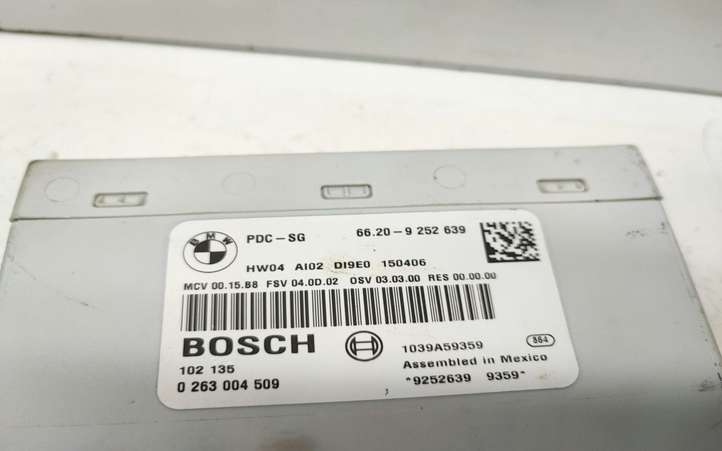 BMW
PDC-SG 66.20-9 252 639
HW04 AI02 DI9E0 150406
MCV 00.15.B8 FSV 04.0D.02 OSV 03.03.00 RES 00.00.00
BOSCH 1039A59359 864
102 135 Assembled in Mexico
0 263 004 509 *9252639 9359*